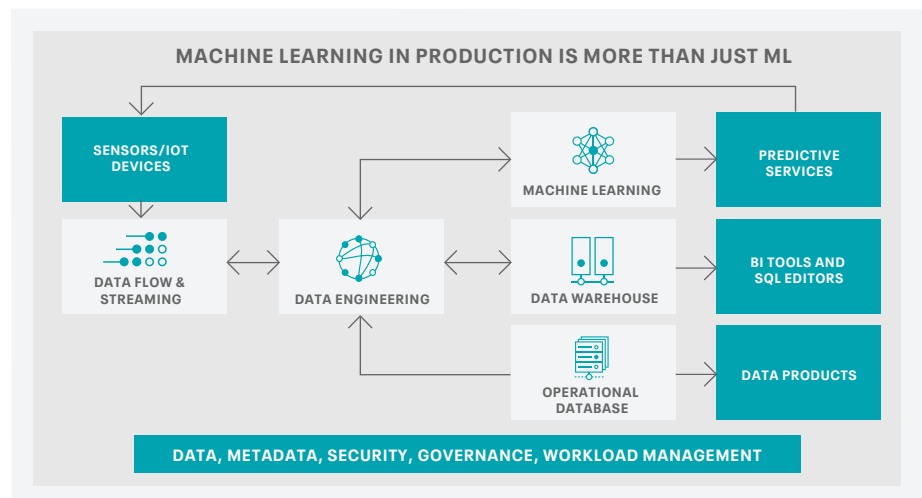 MACHINE LEARNING IN PRODUCTION IS MORE THAN JUST ML
SENSORS/IOT
DEVICES
MACHINE LEARNING
PREDICTIVE
SERVICES
DATA FLOW &
STREAMING
DATA ENGINEERING
DATA WAREHOUSE
BI TOOLS AND
SQL EDITORS
OPERATIONAL
DATABASE
DATA PRODUCTS
DATA, METADATA, SECURITY, GOVERNANCE, WORKLOAD MANAGEMENT